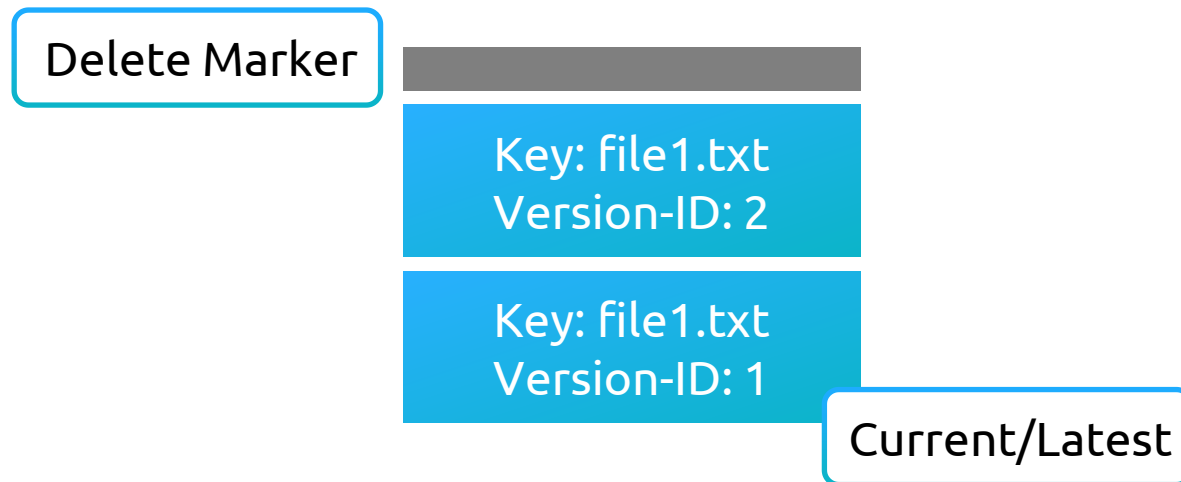 Delete Marker
Key: file1.txt
Version-ID: 2
Key: file1.txt
Version-ID: 1
Current/Latest